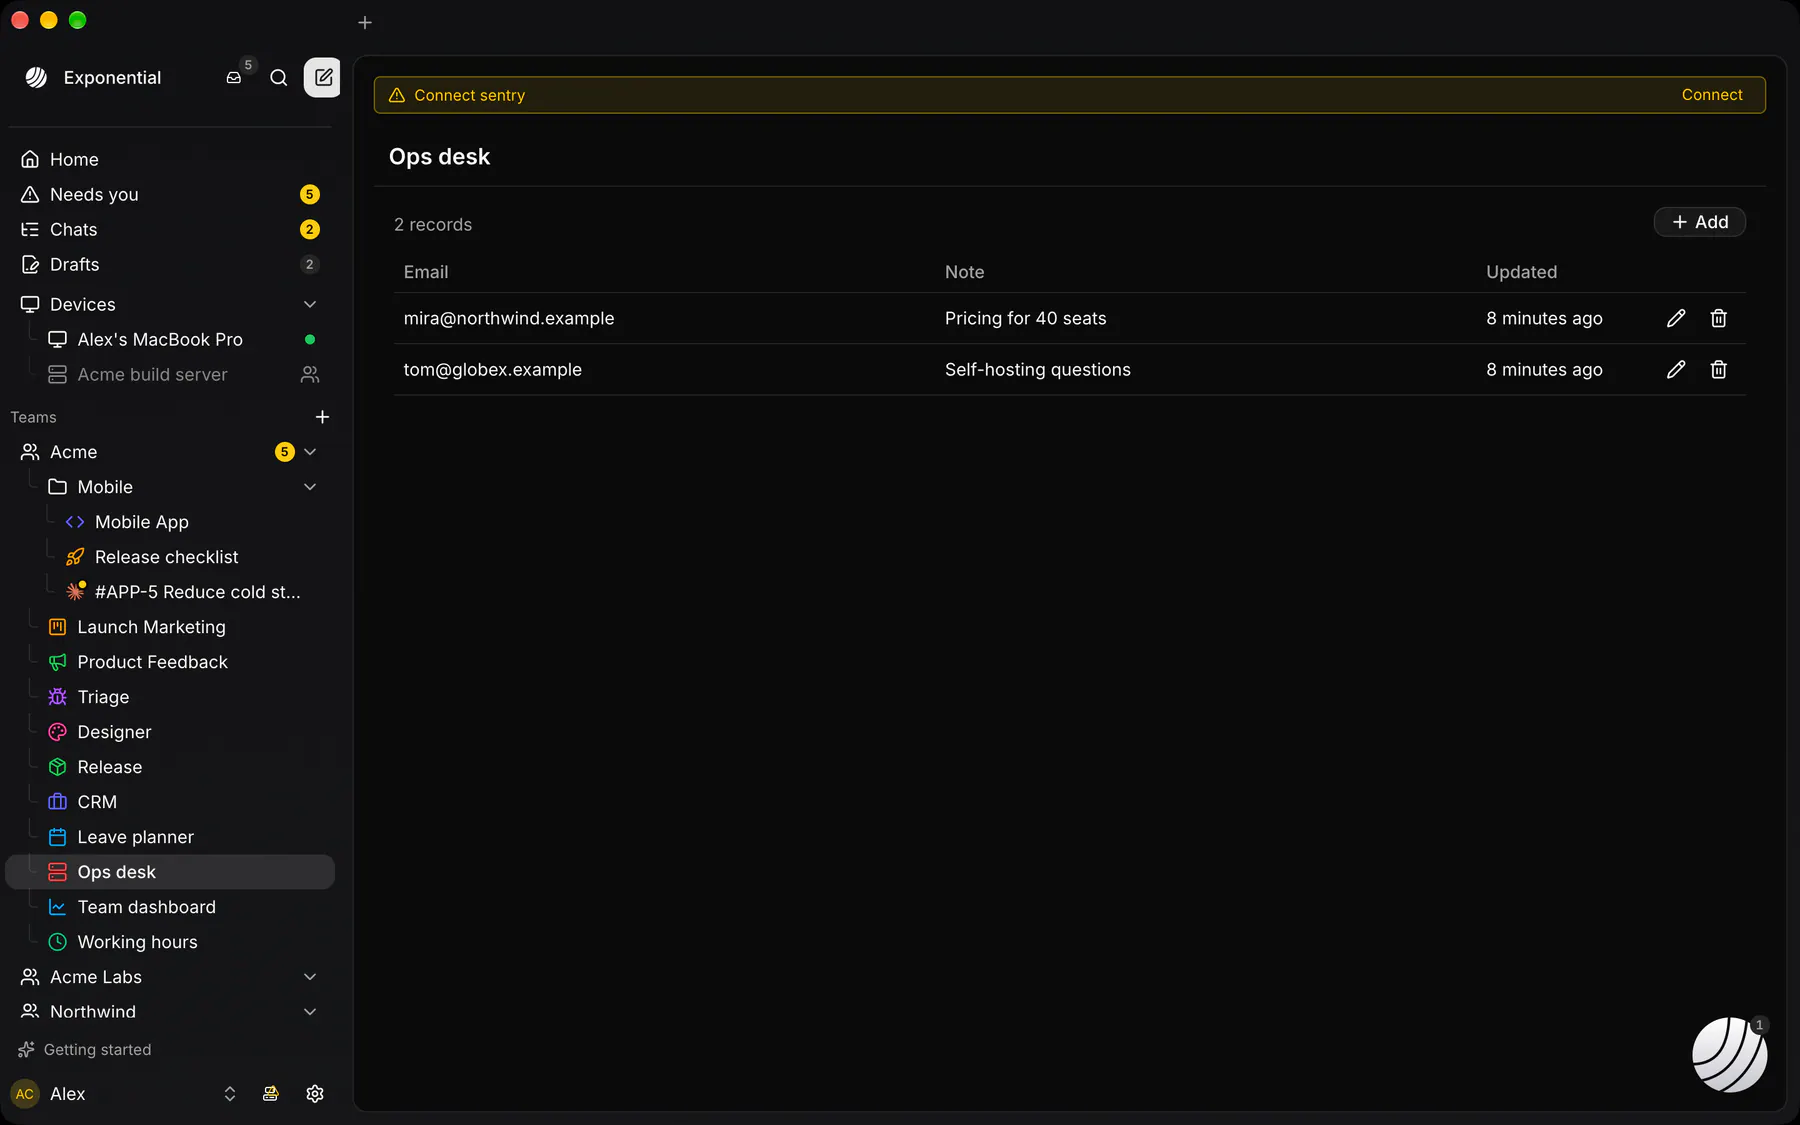 Exponential
5
Connect sentry
Connect
Home
Needs you
5
Chats
2
Drafts
2
Devices
Alex's MacBook Pro
Acme build server
Teams
Acme
5
Mobile
Mobile App
Release checklist
#APP-5 Reduce cold st...
Launch Marketing
Product Feedback
Triage
Designer
Release
CRM
Leave planner
Ops desk
Team dashboard
Working hours
Acme Labs
Northwind
Getting started
AC
Alex
Ops desk
2 records
Add
Email Note Updated
mira@northwind.example Pricing for 40 seats 8 minutes ago
tom@globex.example Self-hosting questions 8 minutes ago
1